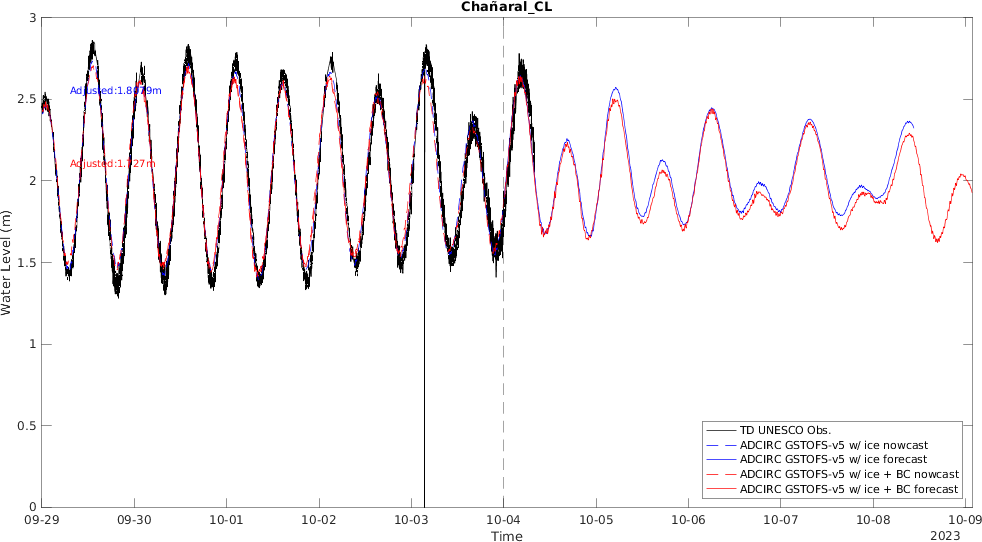 Chañaral_CL
3
2.5
2
1.5
1
0.5
0
Water Level (m)
Adjusted:1.8079m
Adjusted:1.727m
TD UNESCO Obs.
ADCIRC GSTOFS-v5 w/ ice nowcast
ADCIRC GSTOFS-v5 w/ ice forecast
ADCIRC GSTOFS-v5 w/ ice + BC nowcast
ADCIRC GSTOFS-v5 w/ ice + BC forecast
09-29 09-30 10-01 10-02 10-03 10-04 10-05 10-06 10-07 10-08 10-09
Time
2023